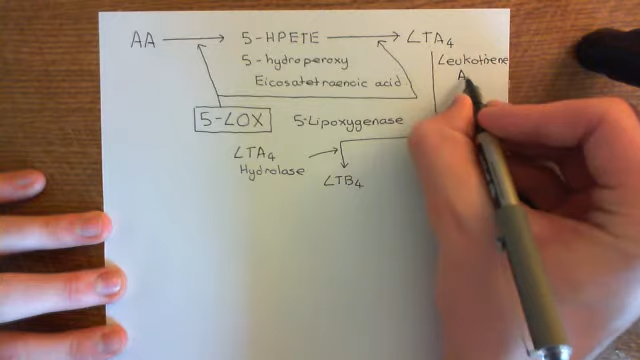 AA → 5-HPETE → LTA4
5-hydroperoxy
Eicosatetraenoic acid
Leukotriene
A
5-LOX
5-Lipoxygenase
LTA4
Hydrolase
LTB4